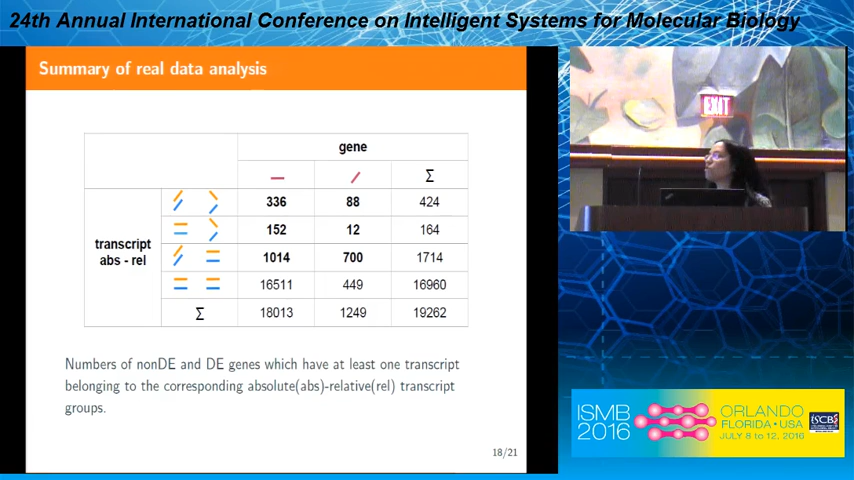 24th Annual International Conference on Intelligent Systems for Molecular Biology
Summary of real data analysis
EXIT
gene
Σ
336 88 424
152 12 164
transcript
abs - rel
1014 700 1714
16511 449 16960
Σ 18013 1249 19262
Numbers of nonDE and DE genes which have at least one transcript
belonging to the corresponding absolute(abs)-relative(rel) transcript
groups.
18/21
ISMB
2016
ORLANDO
FLORIDA • USA
JULY 8 to 12, 2016
ISCB